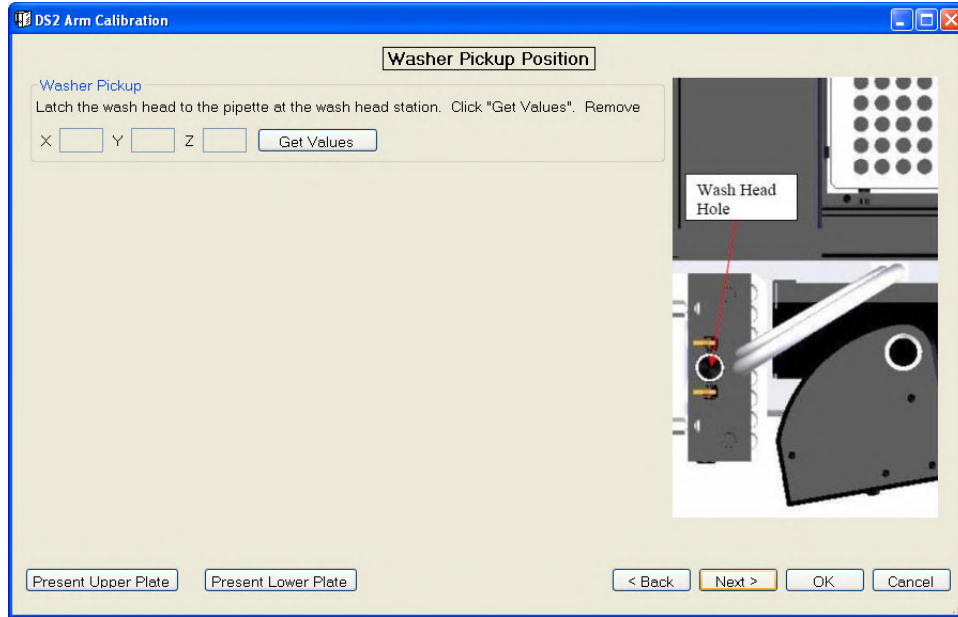 DS2 Arm Calibration
Washer Pickup Position
Washer Pickup
Latch the wash head to the pipette at the wash head station. Click "Get Values". Remove
X Y Z Get Values
Wash Head
Hole
Present Upper Plate Present Lower Plate < Back Next > OK Cancel